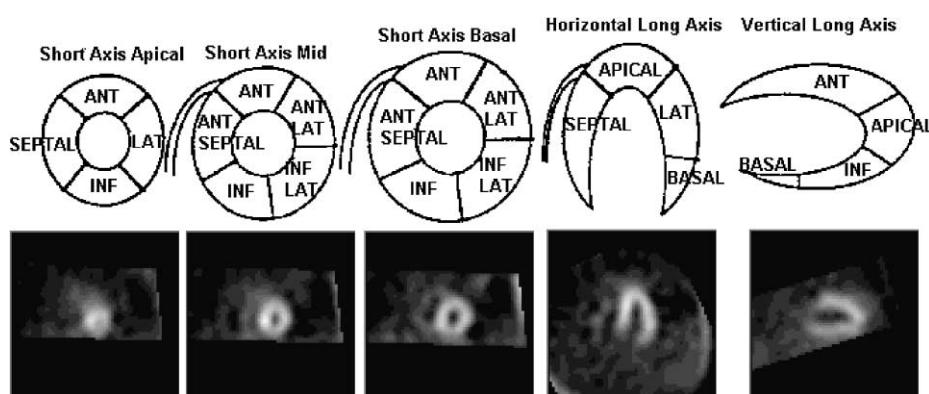 Short Axis Apical
Short Axis Mid
Short Axis Basal
Horizontal Long Axis
Vertical Long Axis
ANT
SEPTAL
LAT
INF
ANT
ANT
LAT
ANT
SEPTAL
INF
INF
LAT
ANT
ANT
LAT
ANT
SEPTAL
INF
INF
LAT
APICAL
SEPTAL
LAT
BASAL
ANT
APICAL
BASAL
INF